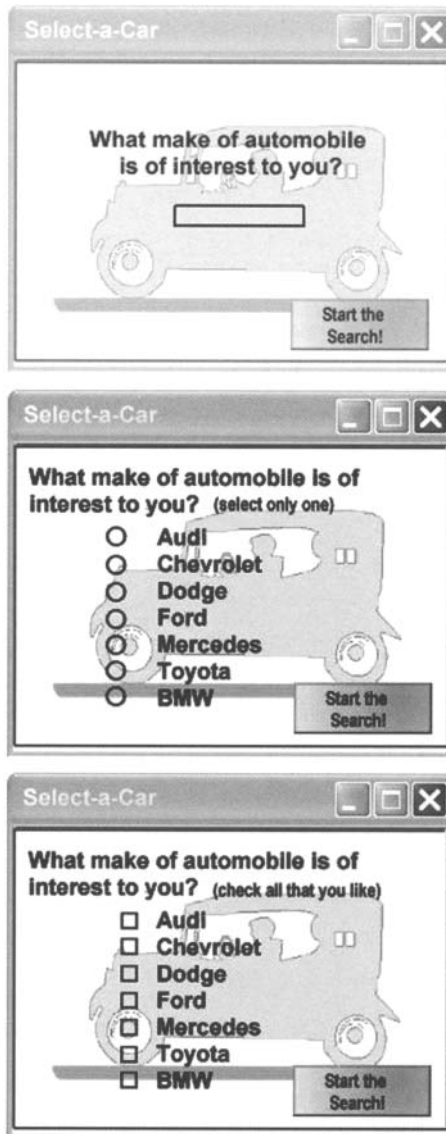 Select-a-Car
What make of automobile
is of interest to you?
Start the
Search!
Select-a-Car
What make of automobile is of
interest to you? (select only one)
Audi
Chevrolet
Dodge
Ford
Mercedes
Toyota
BMW
Start the
Search!
Select-a-Car
What make of automobile is of
interest to you? (check all that you like)
Audi
Chevrolet
Dodge
Ford
Mercedes
Toyota
BMW
Start the
Search!